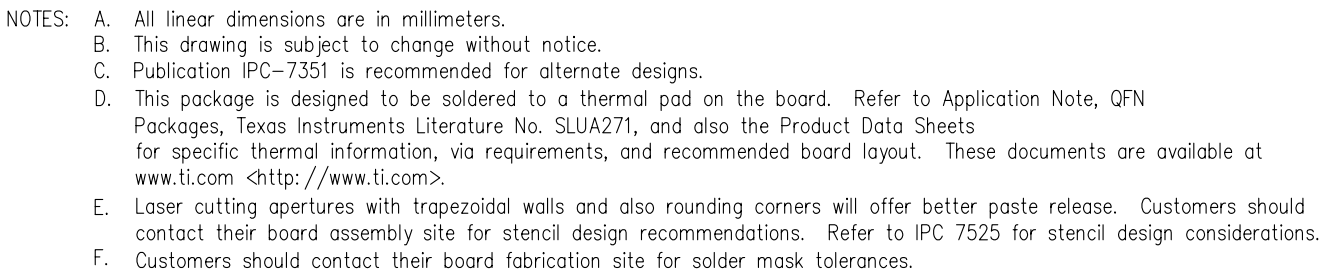 NOTES: A. All linear dimensions are in millimeters.
B. This drawing is subject to change without notice.
C. Publication IPC-7351 is recommended for alternate designs.
D. This package is designed to be soldered to a thermal pad on the board. Refer to Application Note, QFN
Packages, Texas Instruments Literature No. SLUA271, and also the Product Data Sheets
for specific thermal information, via requirements, and recommended board layout. These documents are available at
www.ti.com <http://www.ti.com>.
E. Laser cutting apertures with trapezoidal walls and also rounding corners will offer better paste release. Customers should
contact their board assembly site for stencil design recommendations. Refer to IPC 7525 for stencil design considerations.
F. Customers should contact their board fabrication site for solder mask tolerances.